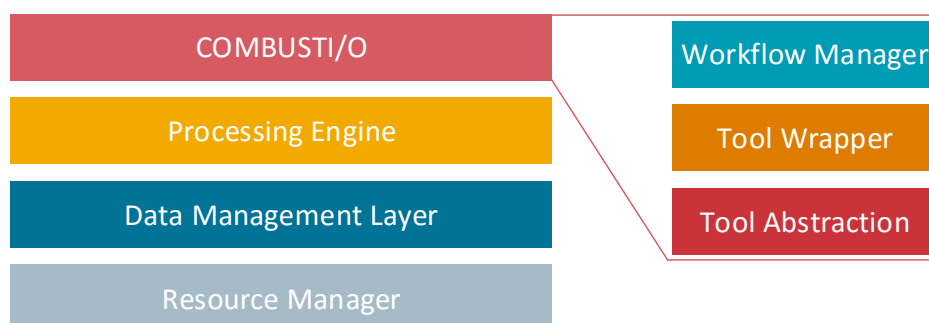 COMBUSTI/O
Processing Engine
Data Management Layer
Resource Manager
Workflow Manager
Tool Wrapper
Tool Abstraction